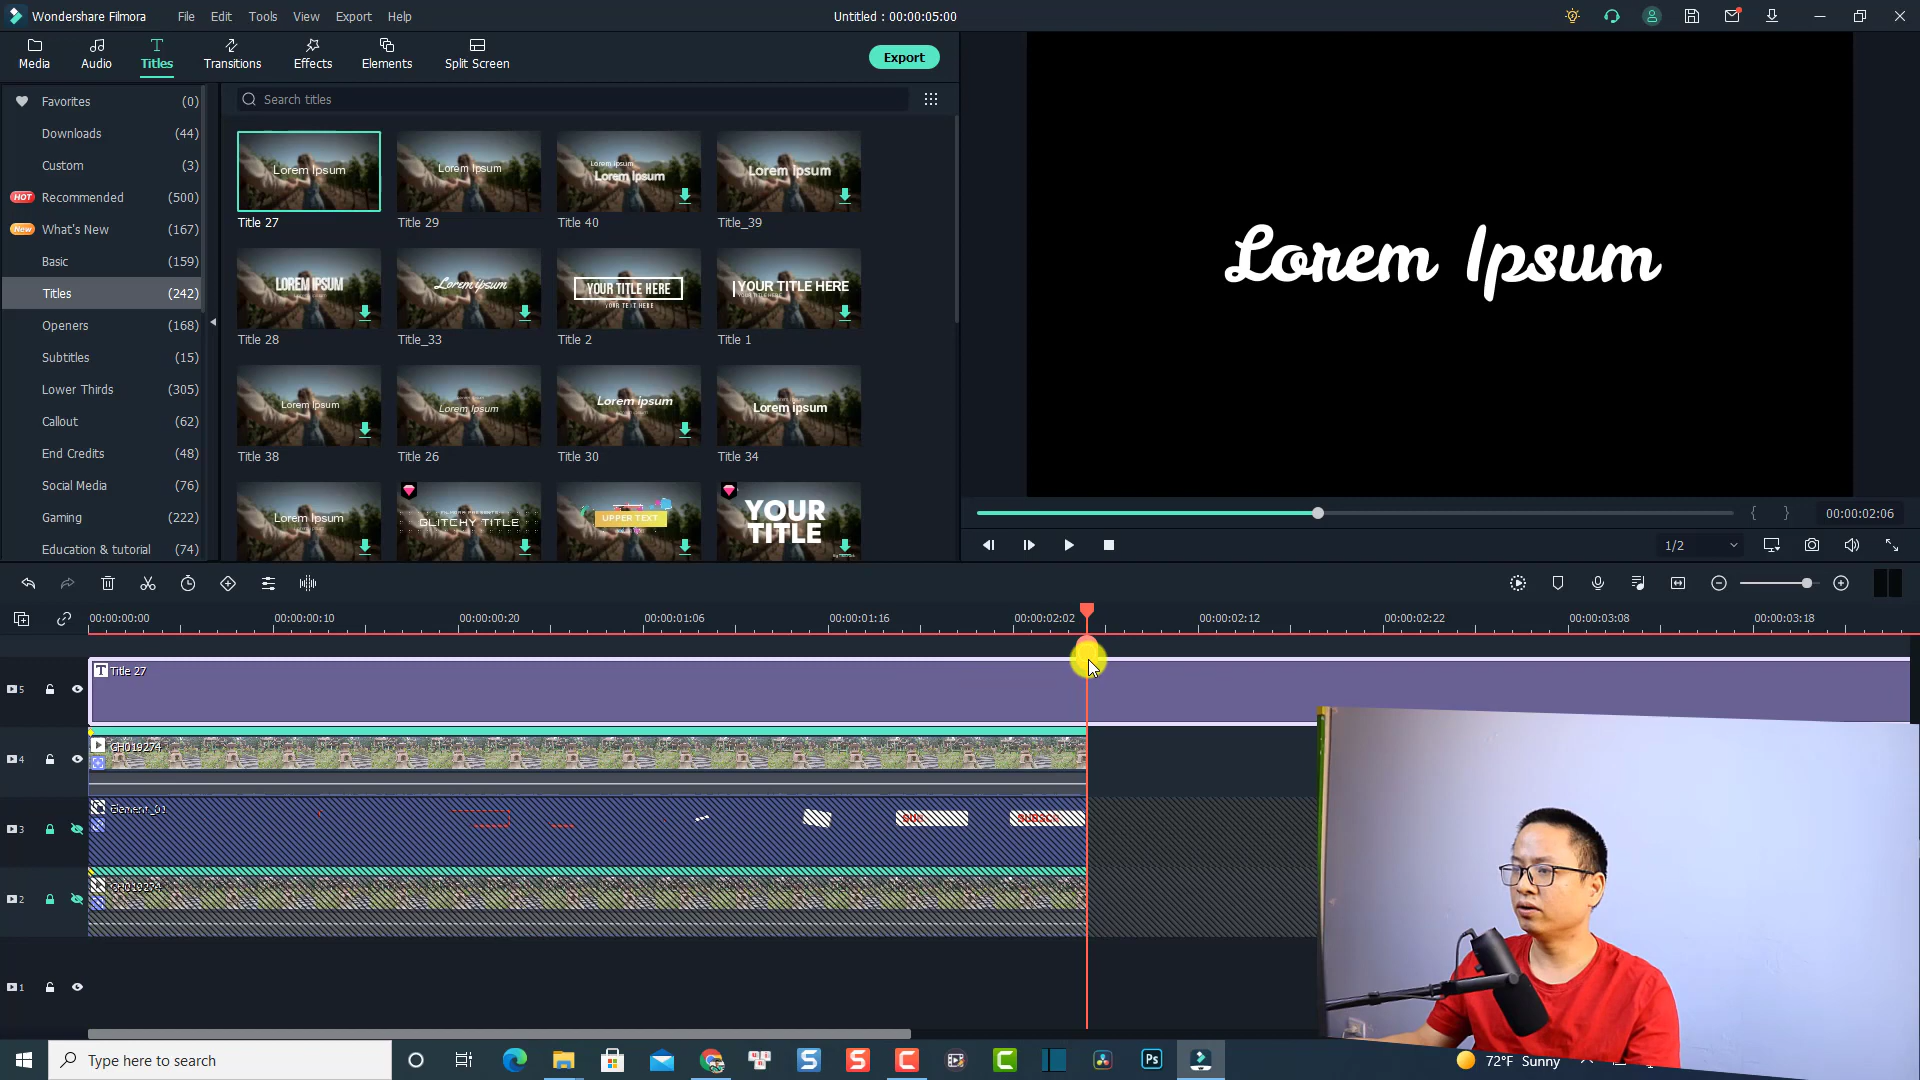 Wondershare Filmora
File Edit Tools View Export Help
Untitled : 00:00:05:00
Media Audio Titles Transitions Effects Elements Split Screen
Export
Favorites (0)
Downloads (44)
Custom (3)
HOT Recommended (500)
New What's New (167)
Basic (159)
Titles (242)
Openers (168)
Subtitles (15)
Lower Thirds (305)
Callout (62)
End Credits (48)
Social Media (76)
Gaming (222)
Education & tutorial (74)
Search titles
Lorem Ipsum
Lorem Ipsum
Lorem Ipsum
Lorem Ipsum
Lorem Ipsum
Title 27 Title 29 Title 40 Title_39
LOREM IPSUM
Lorem Ipsum
YOUR TITLE HERE
YOUR TEXT HERE
YOUR TITLE HERE
Title 28 Title_33 Title 2 Title 1
Lorem Ipsum
Lorem Ipsum
Lorem Ipsum
Lorem Ipsum
Title 38 Title 26 Title 30 Title 34
Lorem Ipsum
GLITCHY TITLE
UPPER TEXT
YOUR
TITLE
Lorem Ipsum
00:00:02:06
1/2
00:00:00:00 00:00:00:10 00:00:00:20 00:00:01:06 00:00:01:16 00:00:02:02 00:00:02:12 00:00:02:22 00:00:03:08 00:00:03:18
5 T Title 27
4 GH019274
3 Element_01
SUBSC
2 GH019274
1
Type here to search
Ps
72°F Sunny